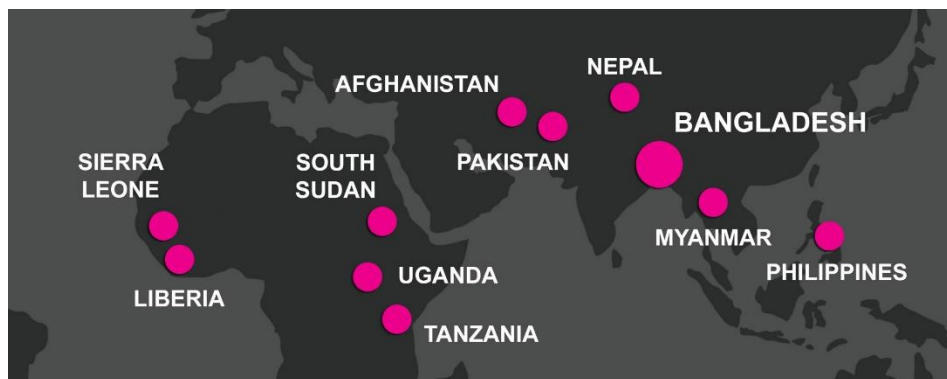 NEPAL
AFGHANISTAN
BANGLADESH
PAKISTAN
SIERRA
LEONE
SOUTH
SUDAN
MYANMAR
PHILIPPINES
UGANDA
LIBERIA
TANZANIA